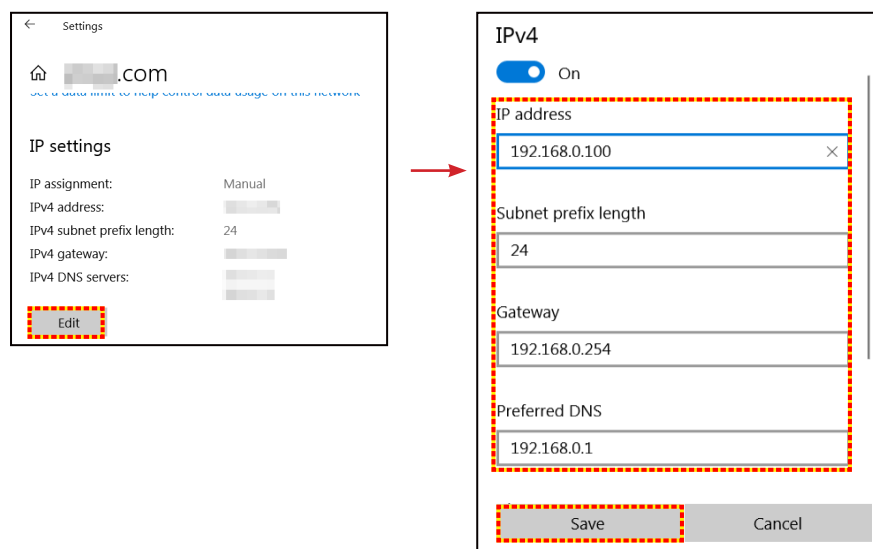 Settings
.com
Set a data limit to help control data usage on this network
IP settings
IP assignment: Manual
IPv4 address:
IPv4 subnet prefix length: 24
IPv4 gateway:
IPv4 DNS servers:
Edit
IPv4
On
IP address
192.168.0.100
Subnet prefix length
24
Gateway
192.168.0.254
Preferred DNS
192.168.0.1
Save Cancel